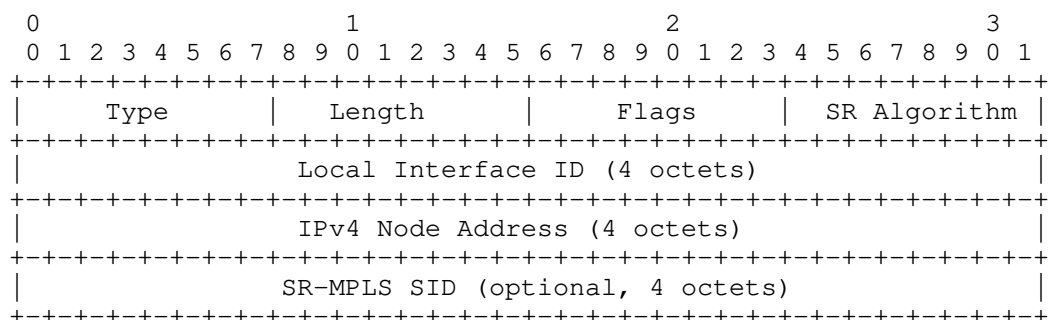 0                   1                   2                   3
 0 1 2 3 4 5 6 7 8 9 0 1 2 3 4 5 6 7 8 9 0 1 2 3 4 5 6 7 8 9 0 1
+-+-+-+-+-+-+-+-+-+-+-+-+-+-+-+-+-+-+-+-+-+-+-+-+-+-+-+-+-+-+-+-+
|     Type      |   Length      |     Flags     |  SR Algorithm |
+-+-+-+-+-+-+-+-+-+-+-+-+-+-+-+-+-+-+-+-+-+-+-+-+-+-+-+-+-+-+-+-+
|                 Local Interface ID (4 octets)                 |
+-+-+-+-+-+-+-+-+-+-+-+-+-+-+-+-+-+-+-+-+-+-+-+-+-+-+-+-+-+-+-+-+
|                 IPv4 Node Address (4 octets)                  |
+-+-+-+-+-+-+-+-+-+-+-+-+-+-+-+-+-+-+-+-+-+-+-+-+-+-+-+-+-+-+-+-+
|                SR-MPLS SID (optional, 4 octets)               |
+-+-+-+-+-+-+-+-+-+-+-+-+-+-+-+-+-+-+-+-+-+-+-+-+-+-+-+-+-+-+-+-+